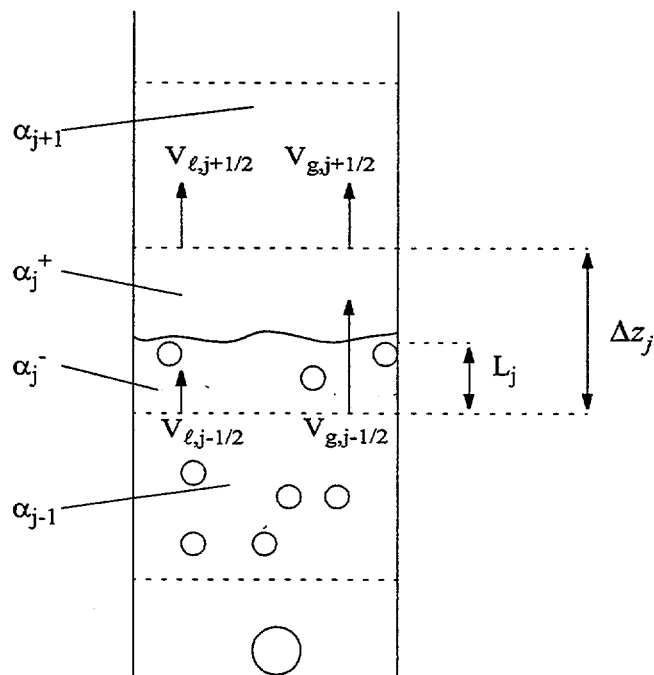 α_{j+1}
V_{ℓ,j+1/2} V_{g,j+1/2}
α_j^+
Δz_j
α_j^-
L_j
V_{ℓ,j-1/2} V_{g,j-1/2}
α_{j-1}